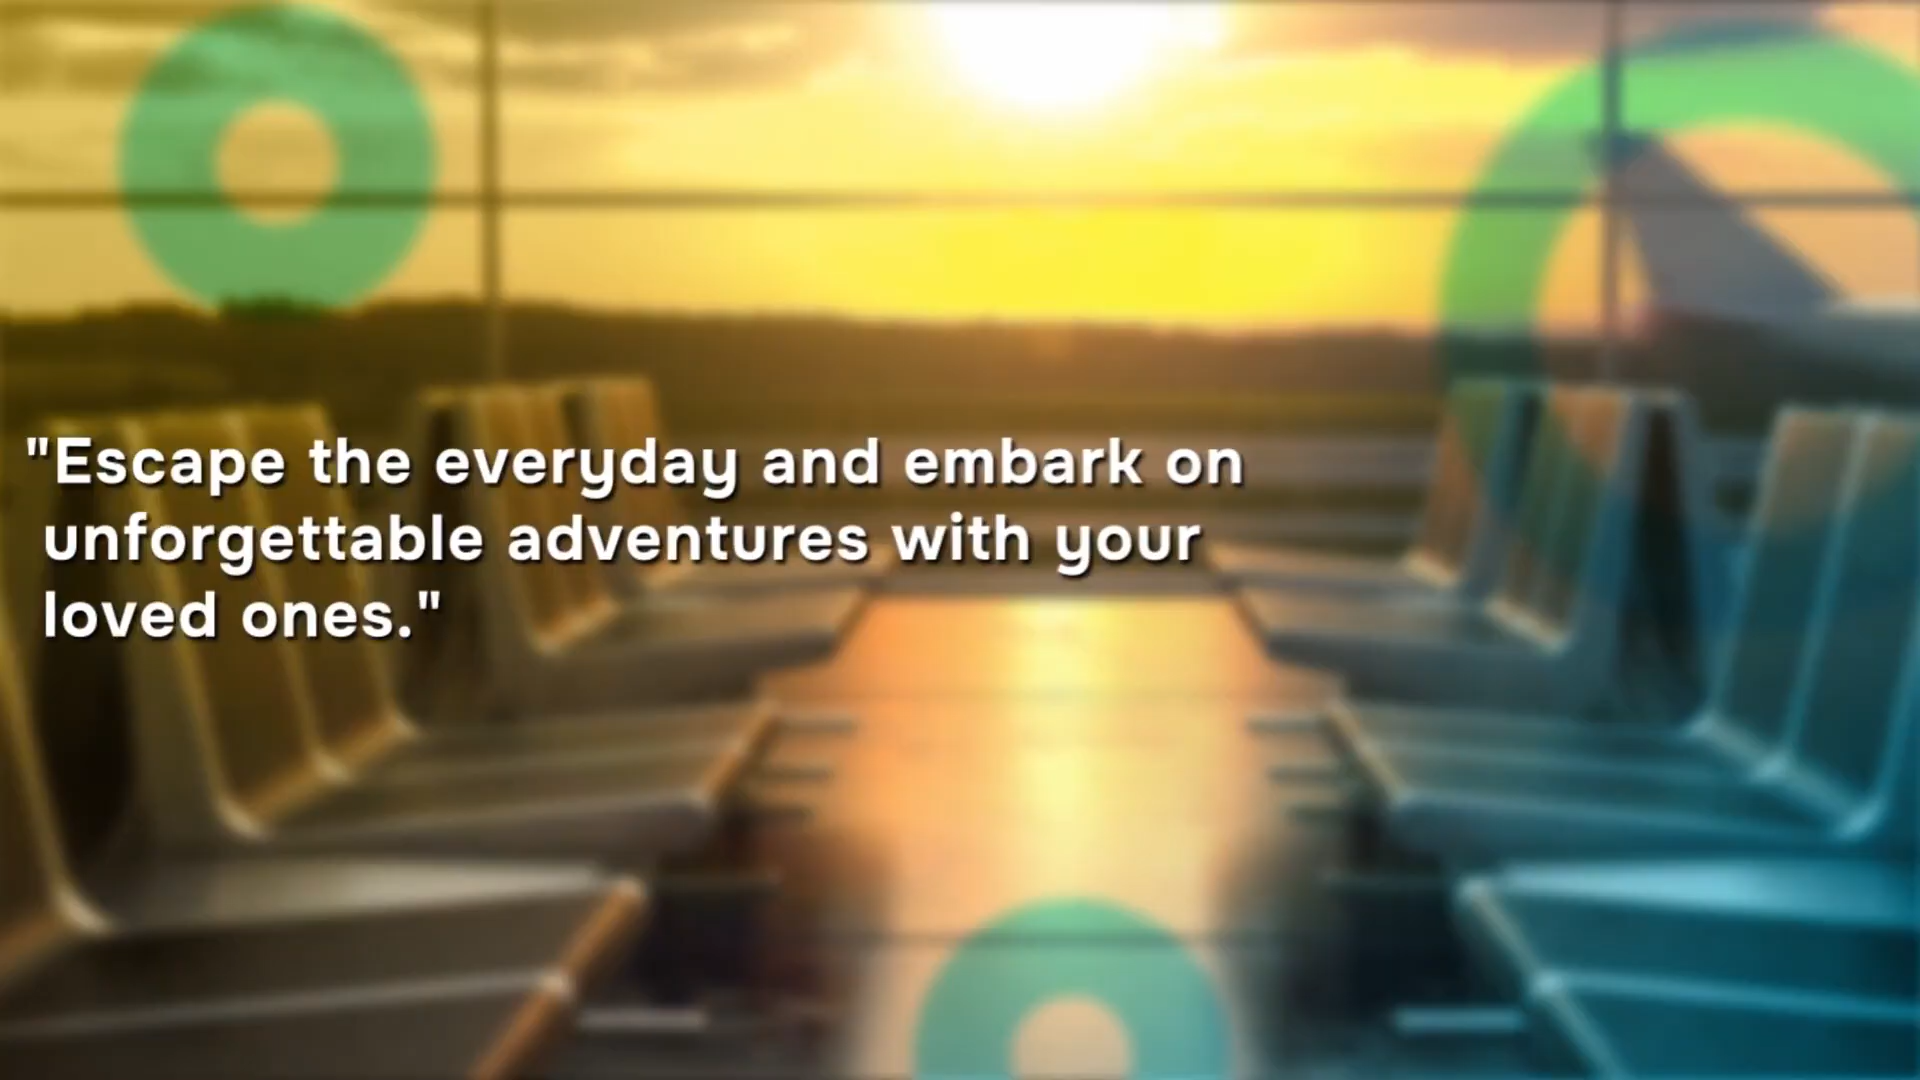 "Escape the everyday and embark on
unforgettable adventures with your
loved ones."